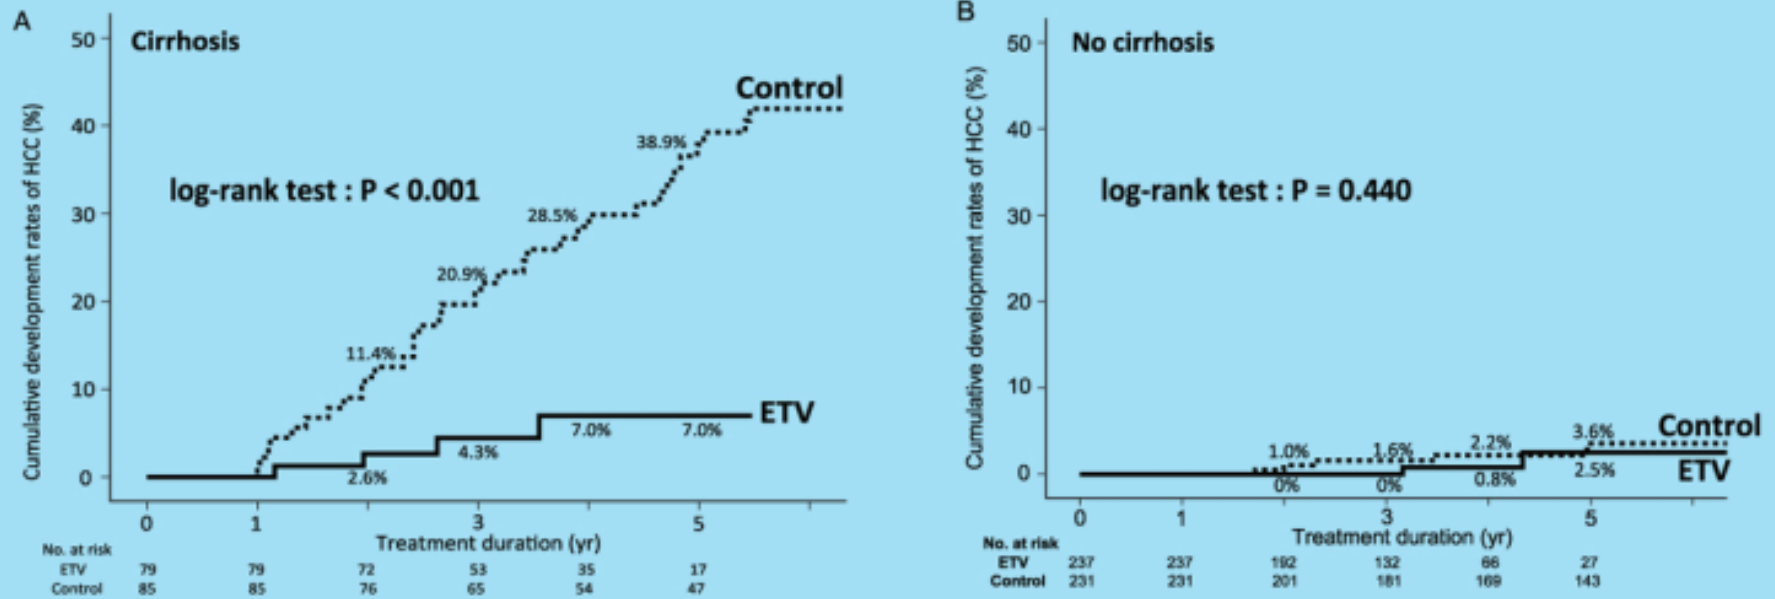 A
Cirrhosis
Cumulative development rates of HCC (%)
50
40
30
20
10
0
Control
38.9%
log-rank test : P < 0.001
28.5%
20.9%
11.4%
ETV
7.0%
7.0%
4.3%
2.6%
0 1 3 5
Treatment duration (yr)
No. at risk
ETV 79 79 72 53 35 17
Control 85 85 76 65 54 47
B
No cirrhosis
Cumulative development rates of HCC (%)
50
40
30
20
10
0
log-rank test : P = 0.440
Control
1.0% 1.6% 2.2% 3.6%
ETV
0% 0% 0.8% 2.5%
0 1 3 5
Treatment duration (yr)
No. at risk
ETV 237 237 192 132 66 27
Control 231 231 201 181 169 143